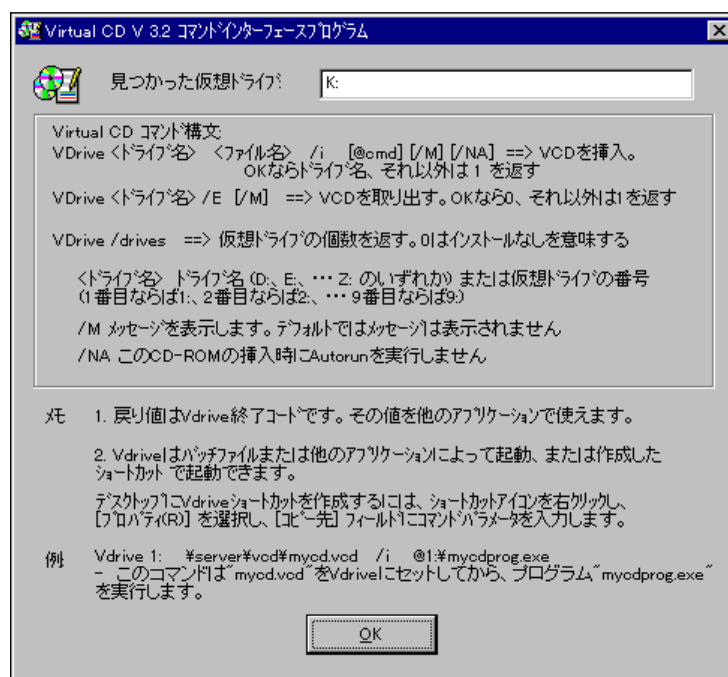 Virtual CD V 3.2 コマンドインターフェースプログラム
見つかった仮想ドライブ:
K:
Virtual CD コマンド構文:
VDrive <ドライブ名> <ファイル名> /i [@cmd] [/M] [/NA] ==> VCDを挿入。
OKならドライブ名、それ以外は 1 を返す
VDrive <ドライブ名> /E [/M] ==> VCDを取り出す。OKなら0、それ以外は1を返す
VDrive /drives ==> 仮想ドライブの個数を返す。0はインストールなしを意味する
<ドライブ名> ドライブ名 (D:、E:、… Z: のいずれか) または仮想ドライブの番号
(1番目ならば1:、2番目ならば2:、… 9番目ならば9:)
/M メッセージを表示します。デフォルトではメッセージは表示されません
/NA このCD-ROMの挿入時にAutorunを実行しません
メモ 1. 戻り値はVdrive終了コードです。その値を他のアプリケーションで使えます。
2. Vdriveはバッチファイルまたは他のアプリケーションによって起動、または作成した
ショートカット で起動できます。
デスクトップにVdriveショートカットを作成するには、ショートカットアイコンを右クリックし、
[プロパティ(R)] を選択し、[コピー先] フィールドにコマンドパラメータを入力します。
例 Vdrive 1: ¥server¥vcd¥mycd.vcd /i @1:¥mycdprog.exe
- このコマンドは"mycd.vcd"をVdriveにセットしてから、プログラム"mycdprog.exe"
を実行します。
OK